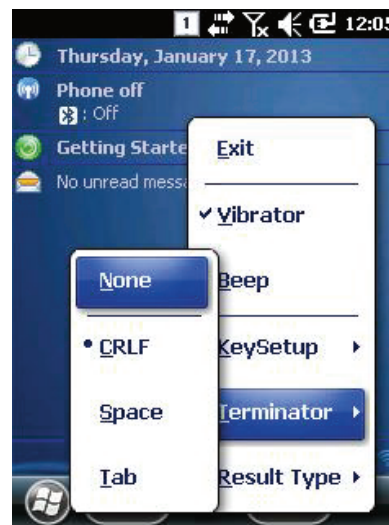 1 12:05
Thursday, January 17, 2013
Phone off
: Off
Getting Starte
No unread messa
Exit
Vibrator
Beep
KeySetup
Terminator
Result Type
None
CRLF
Space
Tab